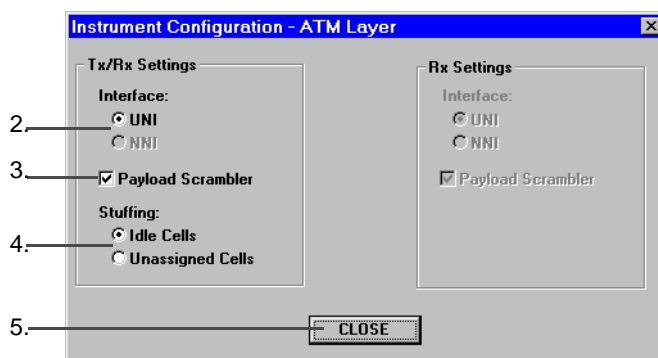 Instrument Configuration - ATM Layer
Tx/Rx Settings
Interface:
2.
UNI
NNI
3.
Payload Scrambler
Stuffing:
4.
Idle Cells
Unassigned Cells
Rx Settings
Interface:
UNI
NNI
Payload Scrambler
5.
CLOSE